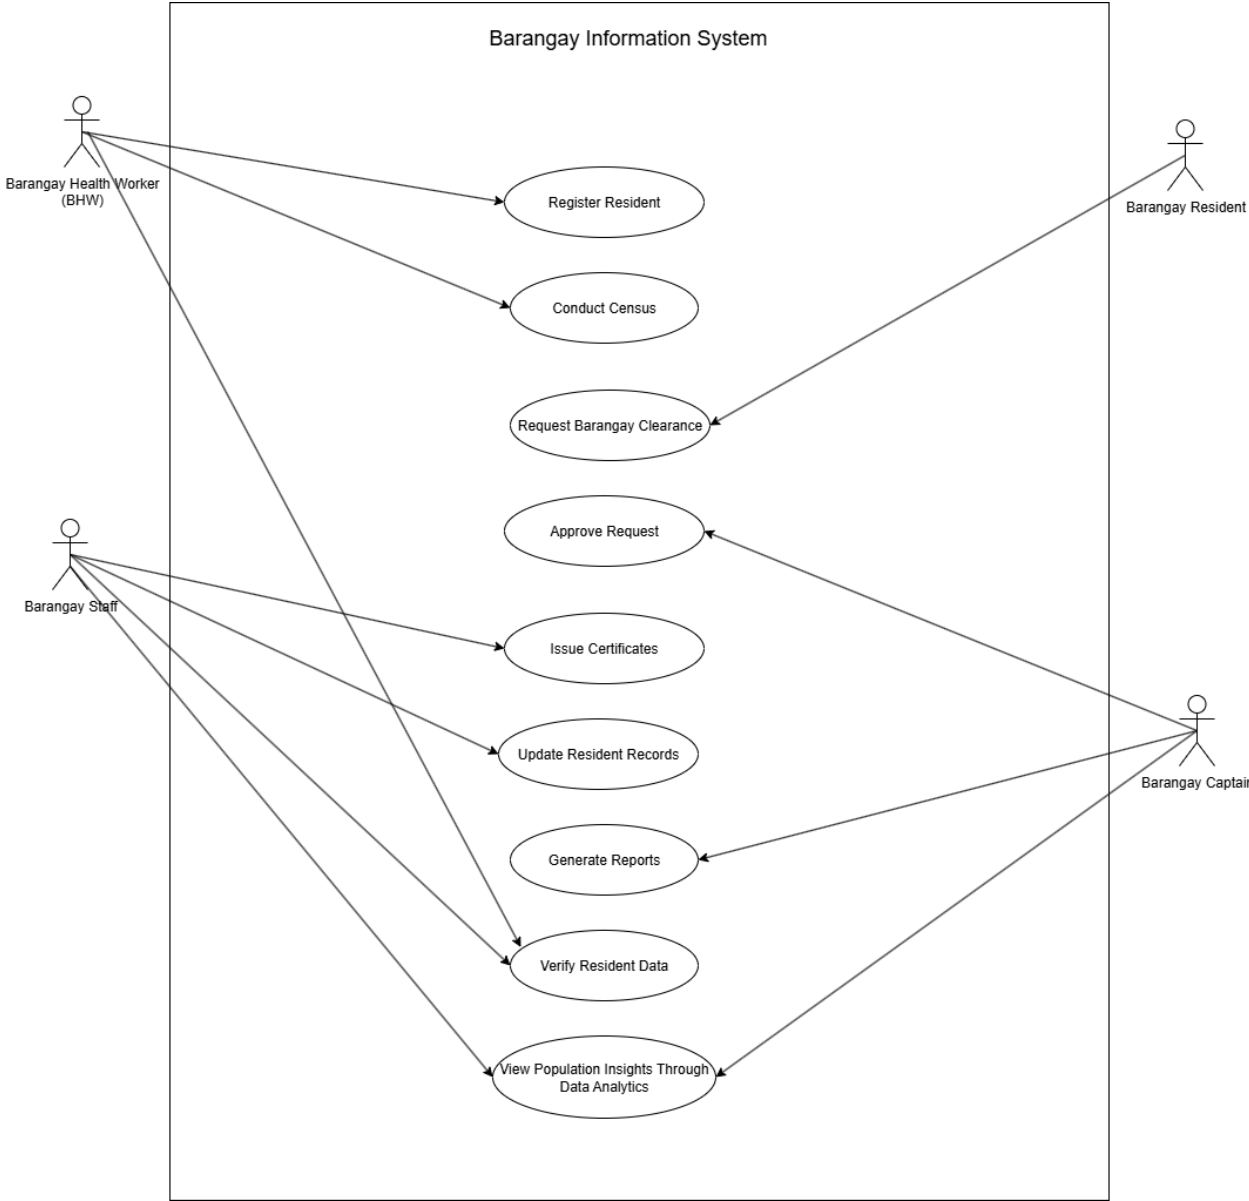 Barangay Information System
Barangay Health Worker
(BHW)
Barangay Resident
Register Resident
Conduct Census
Request Barangay Clearance
Approve Request
Barangay Staff
Issue Certificates
Update Resident Records
Barangay Captain
Generate Reports
Verify Resident Data
View Population Insights Through
Data Analytics